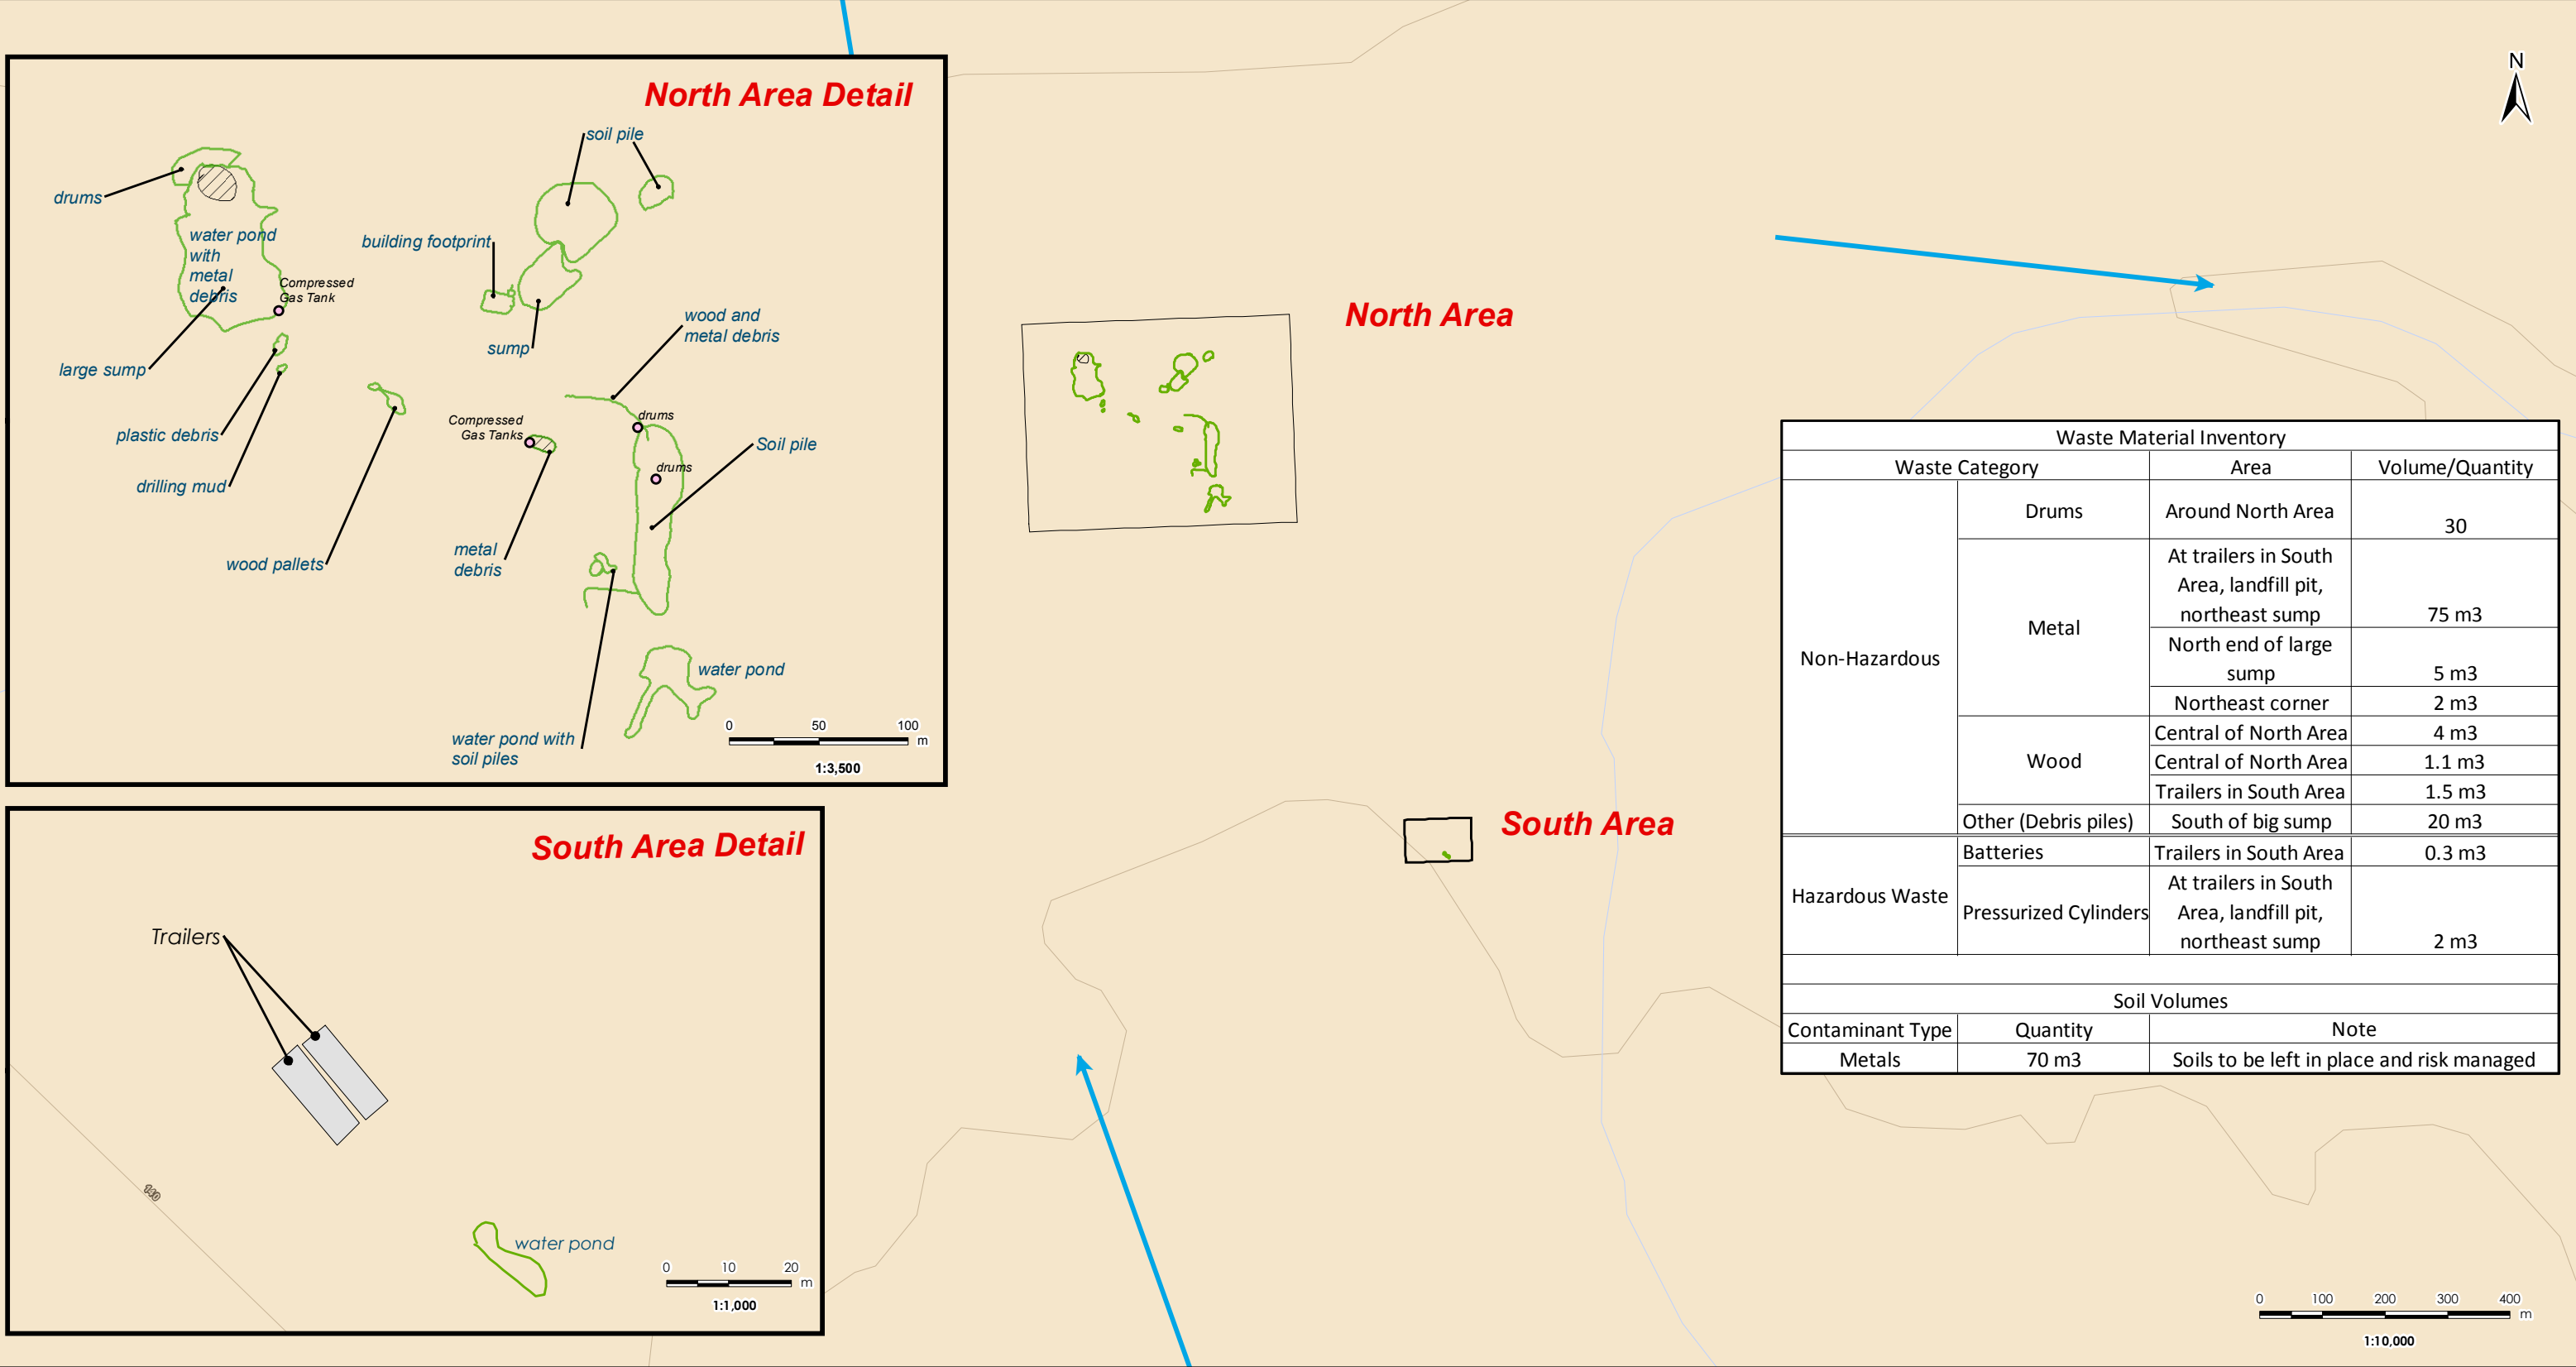 North Area Detail
soil pile
drums
water pond
with
metal
debris
building footprint
Compressed
Gas Tank
wood and
metal debris
sump
large sump
Compressed
Gas Tanks
drums
plastic debris
Soil pile
drums
drilling mud
metal
debris
wood pallets
water pond
water pond with
soil piles
0 50 100
m
1:3,500
South Area Detail
Trailers
water pond
0 10 20
m
1:1,000
North Area
South Area
N
Waste Material Inventory
Waste Category Area Volume/Quantity
Non-Hazardous
Drums Around North Area 30
Metal
At trailers in South
Area, landfill pit,
northeast sump 75 m3
North end of large
sump 5 m3
Northeast corner 2 m3
Wood
Central of North Area 4 m3
Central of North Area 1.1 m3
Trailers in South Area 1.5 m3
Other (Debris piles) South of big sump 20 m3
Hazardous Waste
Batteries Trailers in South Area 0.3 m3
Pressurized Cylinders
At trailers in South
Area, landfill pit,
northeast sump 2 m3
Soil Volumes
Contaminant Type Quantity Note
Metals 70 m3 Soils to be left in place and risk managed
0 100 200 300 400
m
1:10,000